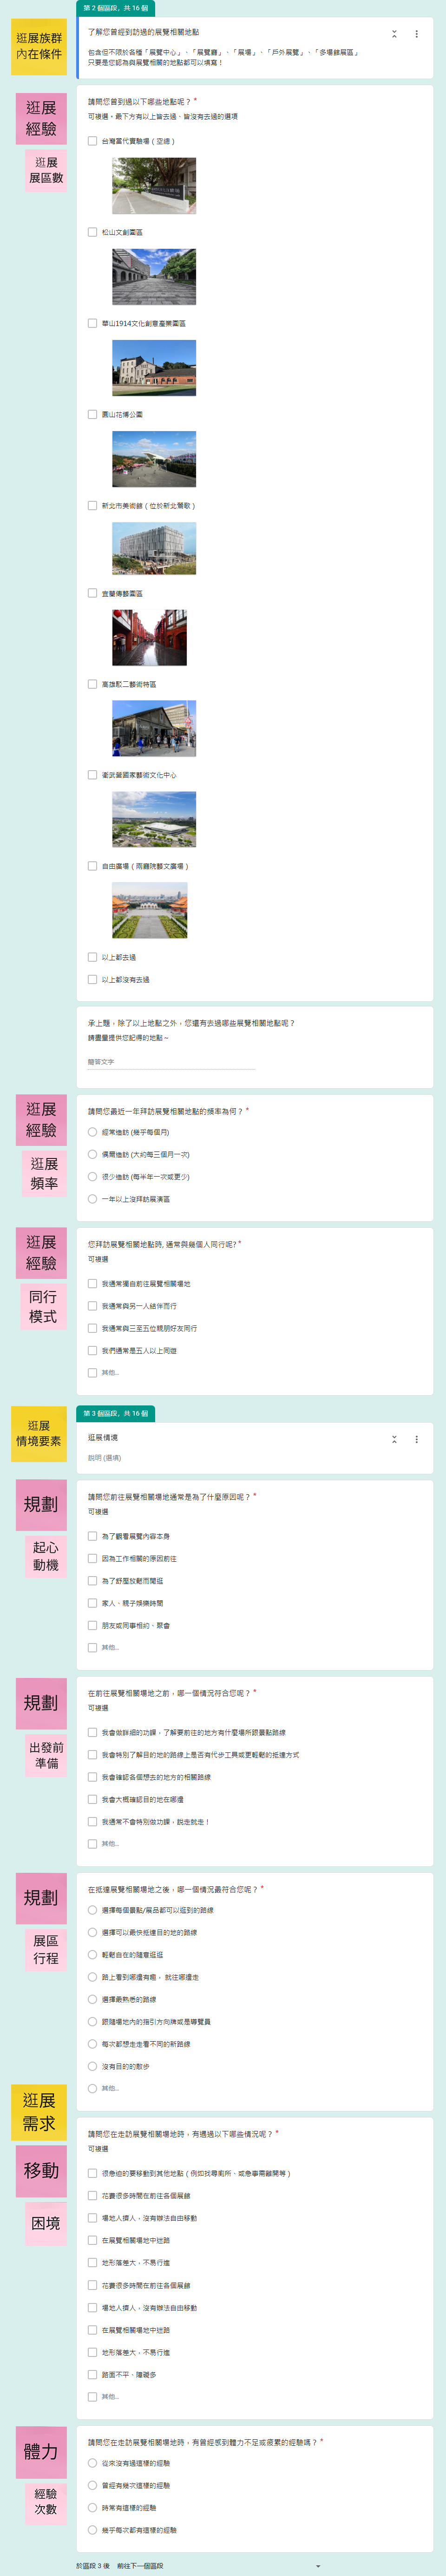 第 2 個區段，共 16 個
逛展族群
內在條件
了解您曾經到訪過的展覽相關地點
包含但不限於各種「展覽中心」、「展覽廳」、「展場」、「戶外展覽」、「多場館展區」
只要是您認為與展覽相關的地點都可以填寫！
逛展
經驗
逛展
展區數
請問您曾到過以下哪些地點呢？ *
可複選，最下方有以上皆去過、皆沒有去過的選項
台灣當代實驗場（空總）
松山文創園區
華山1914文化創意產業園區
圓山花博公園
新北市美術館（位於新北鶯歌）
宜蘭傳藝園區
高雄駁二藝術特區
衛武營國家藝術文化中心
自由廣場（兩廳院藝文廣場）
以上都去過
以上都沒有去過
承上題，除了以上地點之外，您還有去過哪些展覽相關地點呢？
請盡量提供您記得的地點～
簡答文字
逛展
經驗
逛展
頻率
請問您最近一年拜訪展覽相關地點的頻率為何？ *
經常造訪 (幾乎每個月)
偶爾造訪 (大約每三個月一次)
很少造訪 (每半年一次或更少)
一年以上沒拜訪展演區
逛展
經驗
同行
模式
您拜訪展覽相關地點時, 通常與幾個人同行呢? *
可複選
我通常獨自前往展覽相關場地
我通常與另一人結伴而行
我通常與三至五位親朋好友同行
我們通常是五人以上同遊
其他...
逛展
情境要素
第 3 個區段，共 16 個
逛展情境
說明 (選填)
規劃
起心
動機
請問您前往展覽相關場地通常是為了什麼原因呢？ *
可複選
為了觀看展覽內容本身
因為工作相關的原因前往
為了紓壓放鬆而閒逛
家人、親子娛樂時間
朋友或同事相約、聚會
其他...
規劃
出發前
準備
在前往展覽相關場地之前，哪一個情況符合您呢？ *
可複選
我會做詳細的功課，了解要前往的地方有什麼場所跟景點路線
我會特別了解目的地的路線上是否有代步工具或更輕鬆的抵達方式
我會確認各個想去的地方的相關路線
我會大概確認目的地在哪邊
我通常不會特別做功課，說走就走！
其他...
規劃
展區
行程
在抵達展覽相關場地之後，哪一個情況最符合您呢？ *
選擇每個景點/展品都可以逛到的路線
選擇可以最快抵達目的地的路線
輕鬆自在的隨意逛逛
路上看到哪邊有趣， 就往哪邊走
選擇最熟悉的路線
跟隨場地內的指引方向牌或是導覽員
每次都想走走看不同的新路線
沒有目的的散步
其他...
逛展
需求
移動
困境
請問您在走訪展覽相關場地時，有遇過以下哪些情況呢？ *
可複選
很急迫的要移動到其他地點（例如找尋廁所、或急事需離開等）
花費很多時間在前往各個展館
場地人擠人，沒有辦法自由移動
在展覽相關場地中迷路
地形落差大，不易行進
花費很多時間在前往各個展館
場地人擠人，沒有辦法自由移動
在展覽相關場地中迷路
地形落差大，不易行進
路面不平、障礙多
其他...
體力
經驗
次數
請問您在走訪展覽相關場地時，有曾經感到體力不足或疲累的經驗嗎？ *
從來沒有過這樣的經驗
曾經有幾次這樣的經驗
時常有這樣的經驗
幾乎每次都有這樣的經驗
於區段 3 後 前往下一個區段